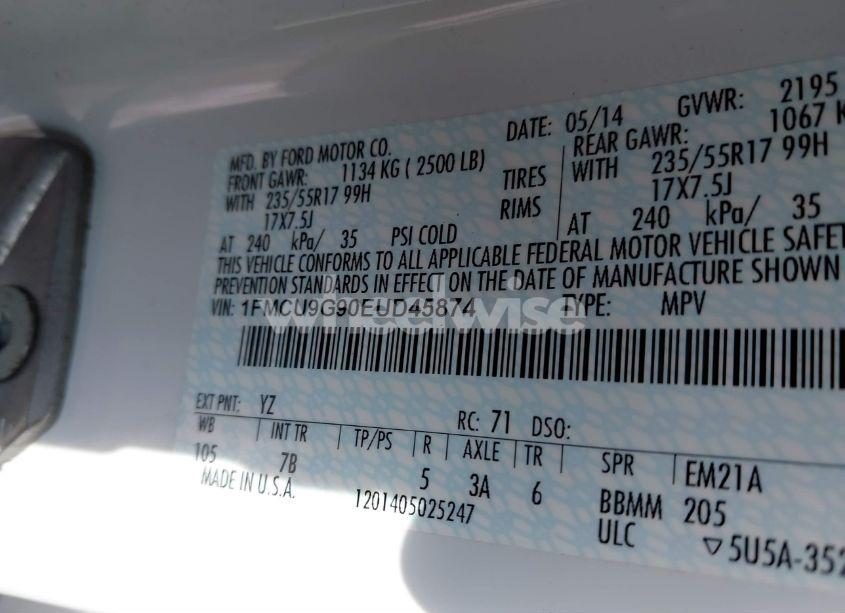 MFD. BY FORD MOTOR CO. DATE: 05/14 GVWR: 2195
FRONT GAWR: 1134 KG ( 2500 LB) REAR GAWR: 1067 K
WITH 235/55R17 99H TIRES WITH 235/55R17 99H
17X7.5J RIMS 17X7.5J
AT 240 kPa/ 35 PSI COLD AT 240 kPa/ 35
THIS VEHICLE CONFORMS TO ALL APPLICABLE FEDERAL MOTOR VEHICLE SAFET
PREVENTION STANDARDS IN EFFECT ON THE DATE OF MANUFACTURE SHOWN
VIN: 1FMCU9G90EUD45874 TYPE: MPV
wheelwise
EXT PNT: YZ RC: 71 DSO:
WB INT TR TP/PS R AXLE TR SPR EM21A
105 7B 5 3A 6 BBMM 205
MADE IN U.S.A. 1201405025247 ULC ▽5U5A-352